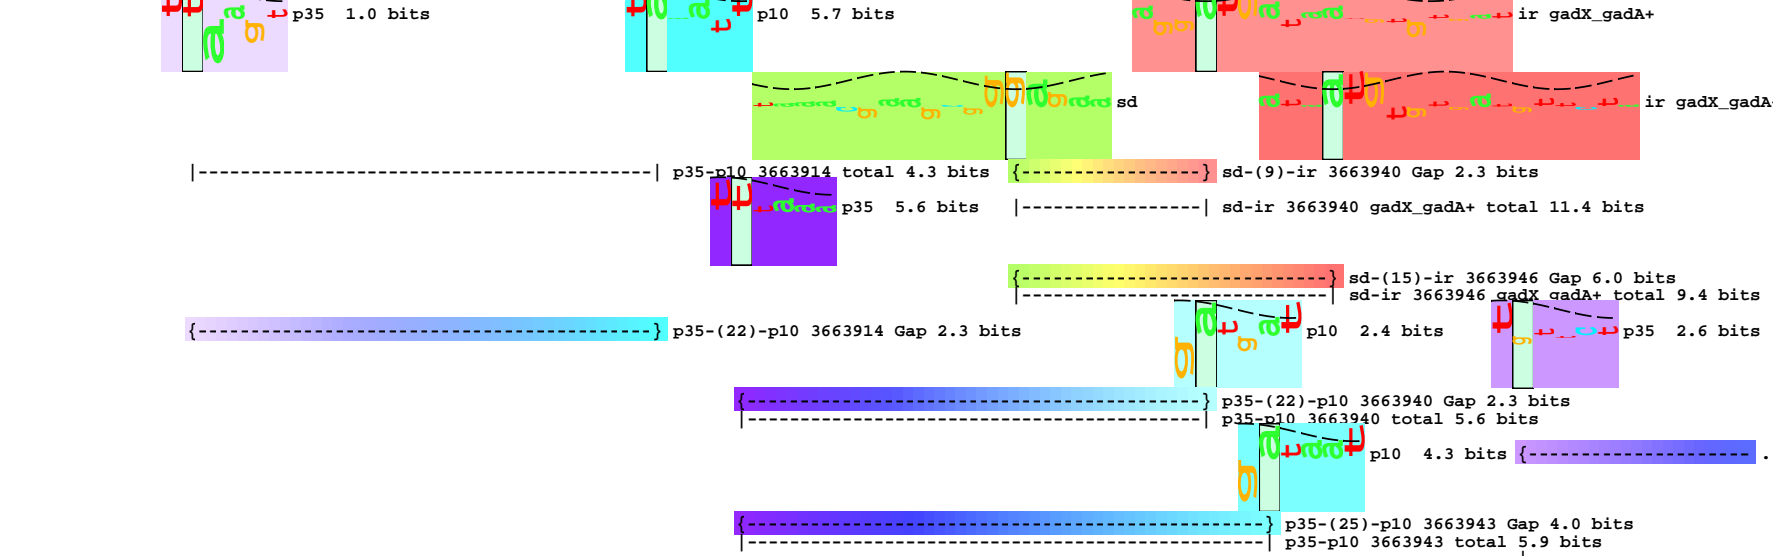 p35  1.0 bits
p10  5.7 bits
ir gadX_gadA+
sd
ir gadX_gadA
|-----------------------------------| p35-p10 3663914 total 4.3 bits
{-----------------} sd-(9)-ir 3663940 Gap 2.3 bits
p35  5.6 bits
|-----------------| sd-ir 3663940 gadX_gadA+ total 11.4 bits
{-----------------------------} sd-(15)-ir 3663946 Gap 6.0 bits
|-----------------------------| sd-ir 3663946 gadX_gadA+ total 9.4 bits
{-------------------------------------------} p35-(22)-p10 3663914 Gap 2.3 bits
p10  2.4 bits
p35  2.6 bits
{-------------------------------------------} p35-(22)-p10 3663940 Gap 2.3 bits
|-------------------------------------------| p35-p10 3663940 total 5.6 bits
p10  4.3 bits
{--------------------- .
{-------------------------------------------------} p35-(25)-p10 3663943 Gap 4.0 bits
|-------------------------------------------------| p35-p10 3663943 total 5.9 bits